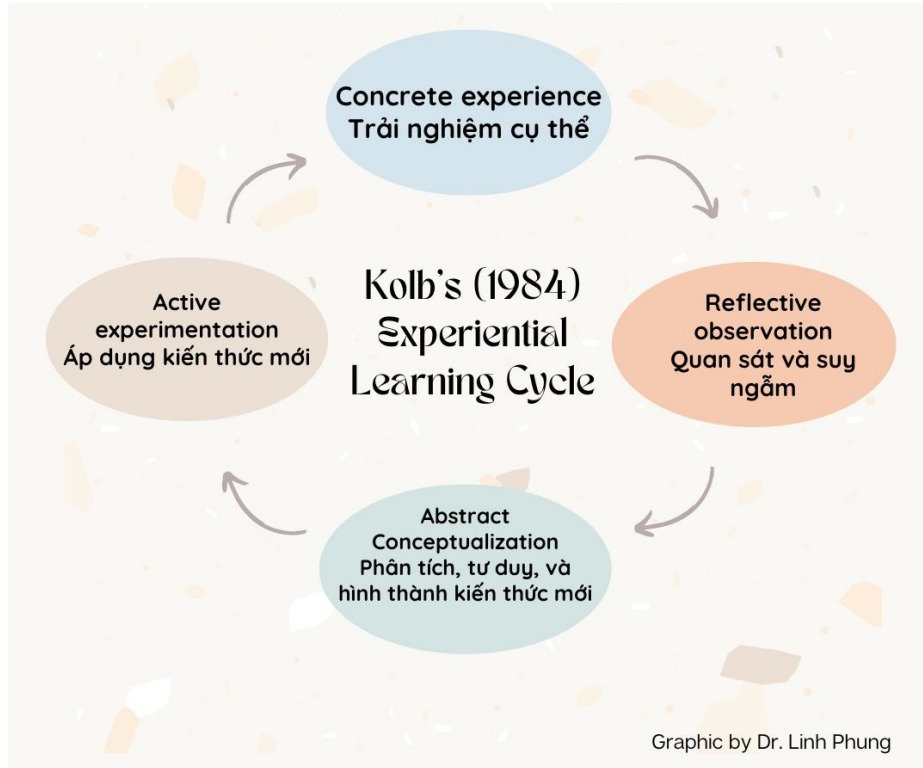 Concrete experience
Trải nghiệm cụ thể
Kolb's (1984)
Experiential
Learning Cycle
Active
experimentation
Áp dụng kiến thức mới
Reflective
observation
Quan sát và suy
ngẫm
Abstract
Conceptualization
Phân tích, tư duy, và
hình thành kiến thức mới
Graphic by Dr. Linh Phung